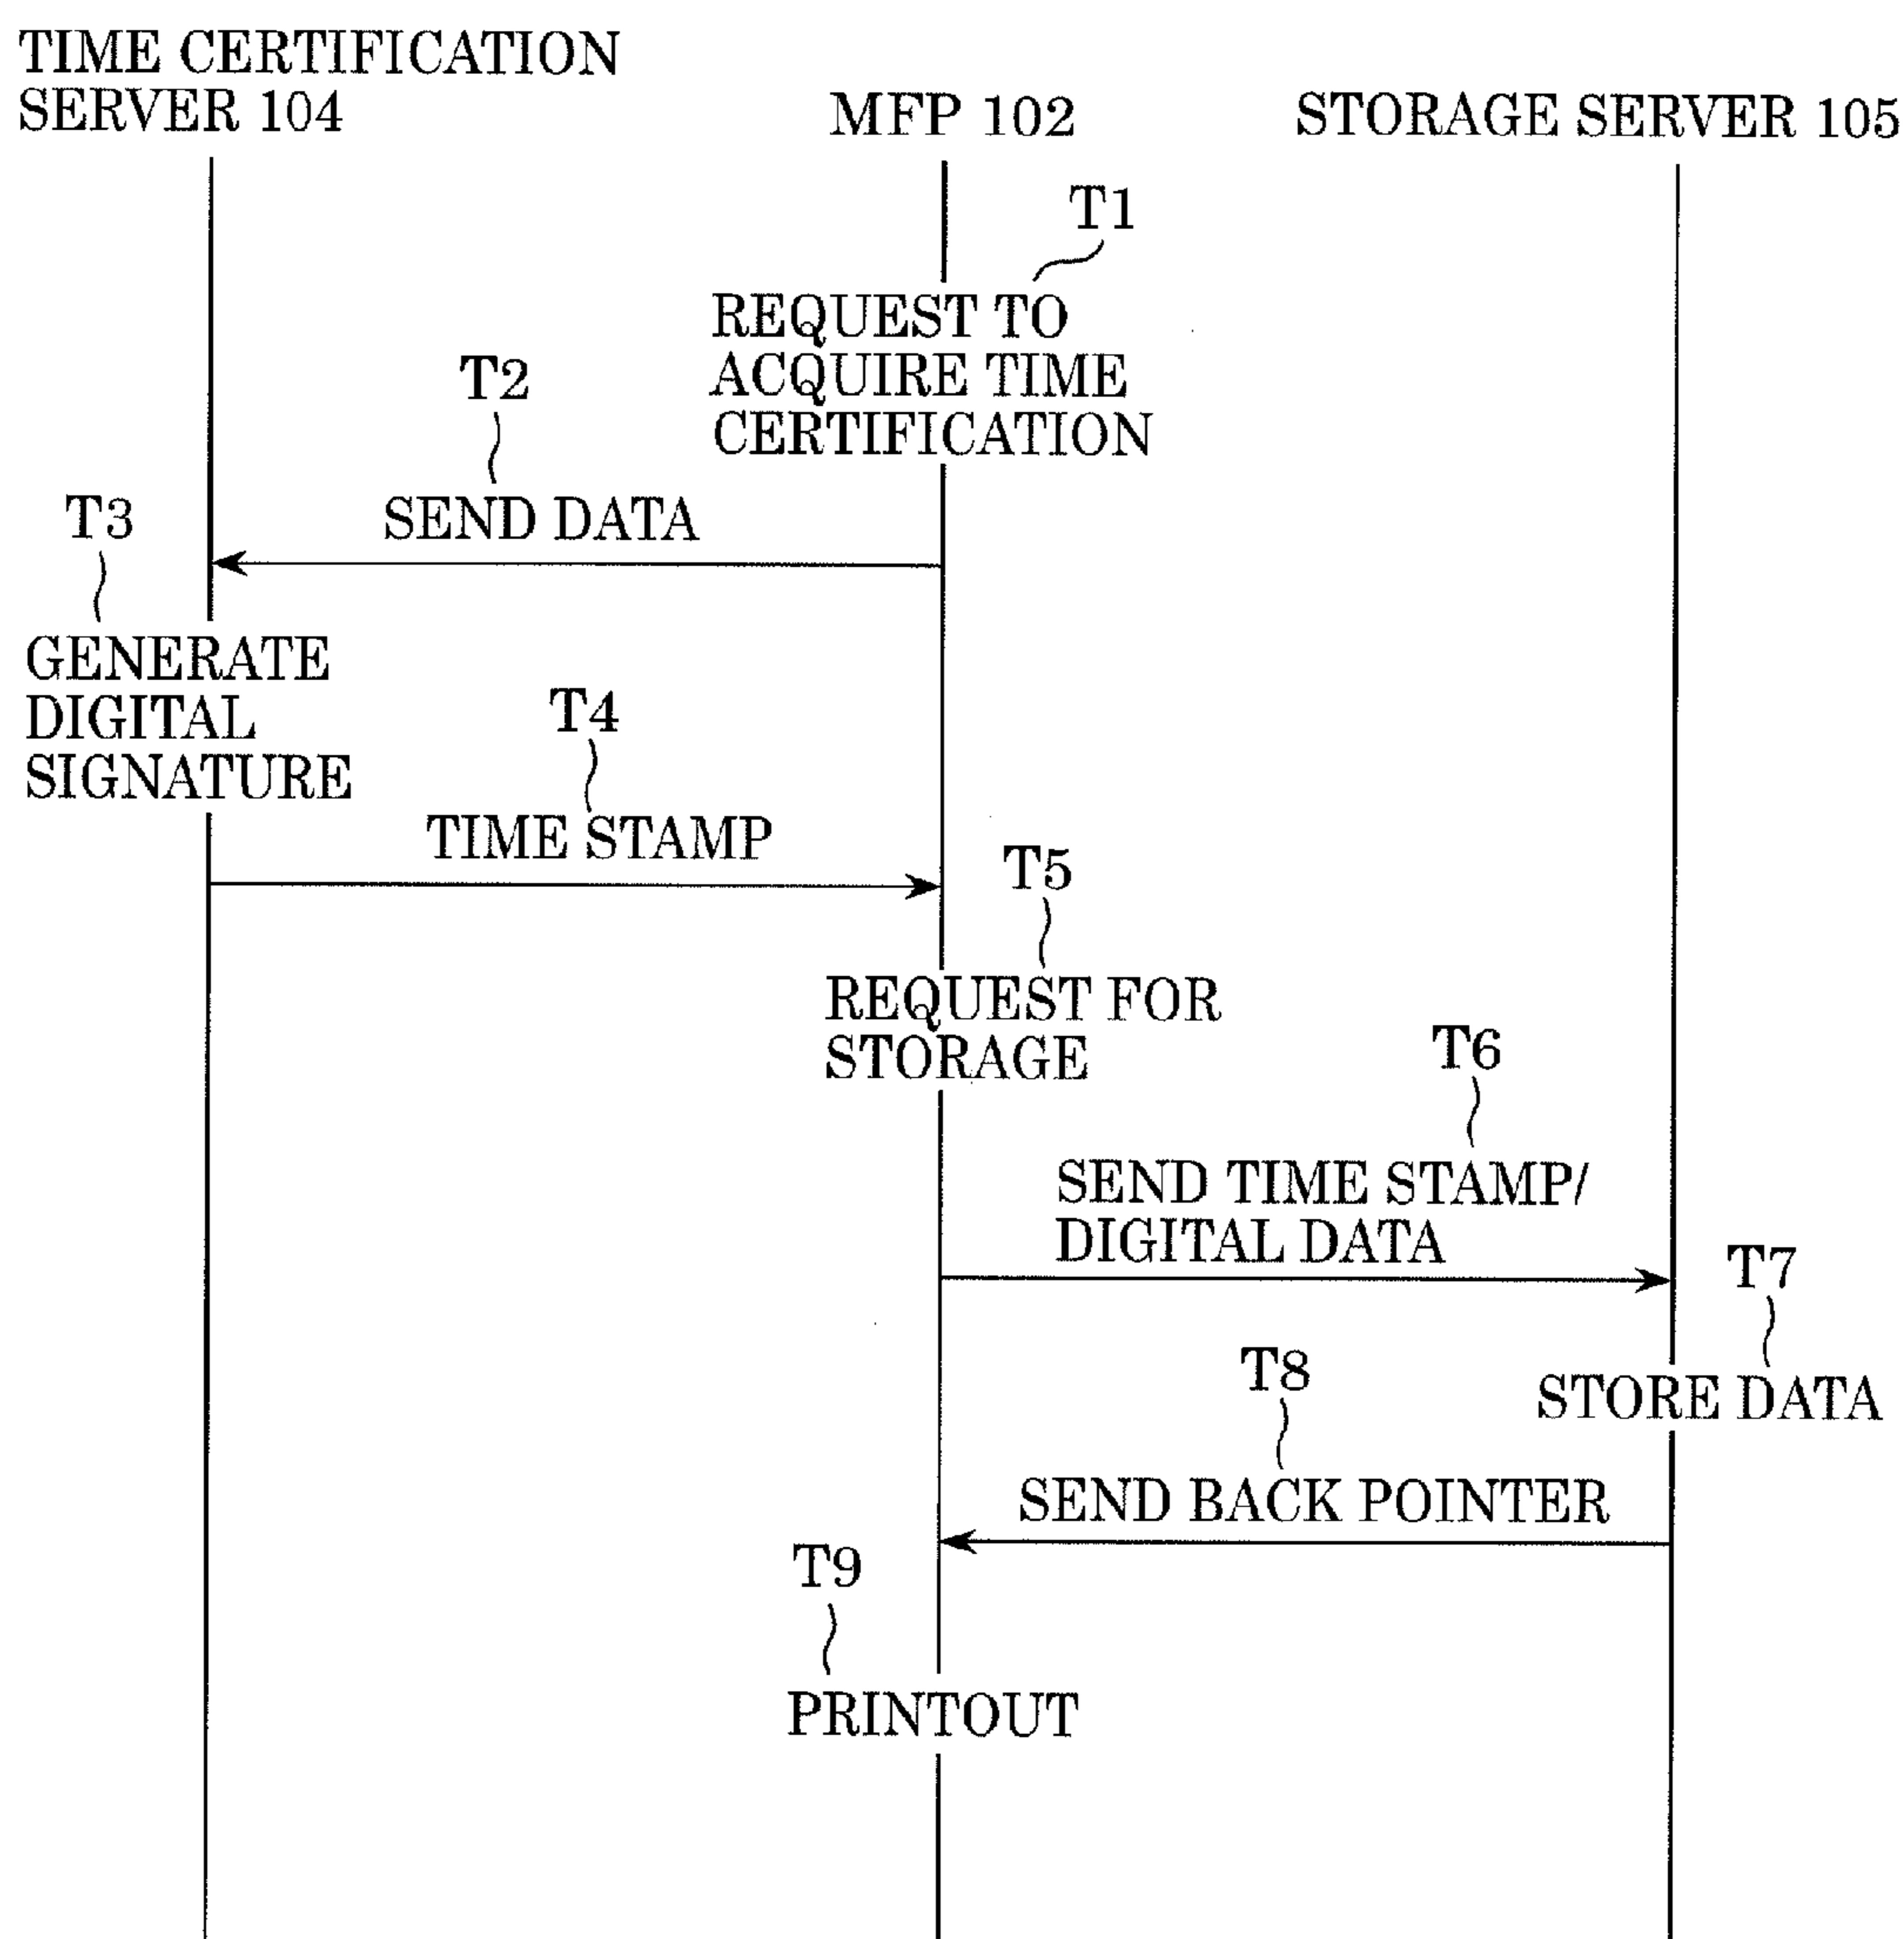 TIME CERTIFICATION
SERVER 104
MFP 102
STORAGE SERVER 105
T1
REQUEST TO
ACQUIRE TIME
CERTIFICATION
T2
SEND DATA
T3
GENERATE
DIGITAL
SIGNATURE
T4
TIME STAMP
T5
REQUEST FOR
STORAGE
T6
SEND TIME STAMP/
DIGITAL DATA
T7
STORE DATA
T8
SEND BACK POINTER
T9
PRINTOUT